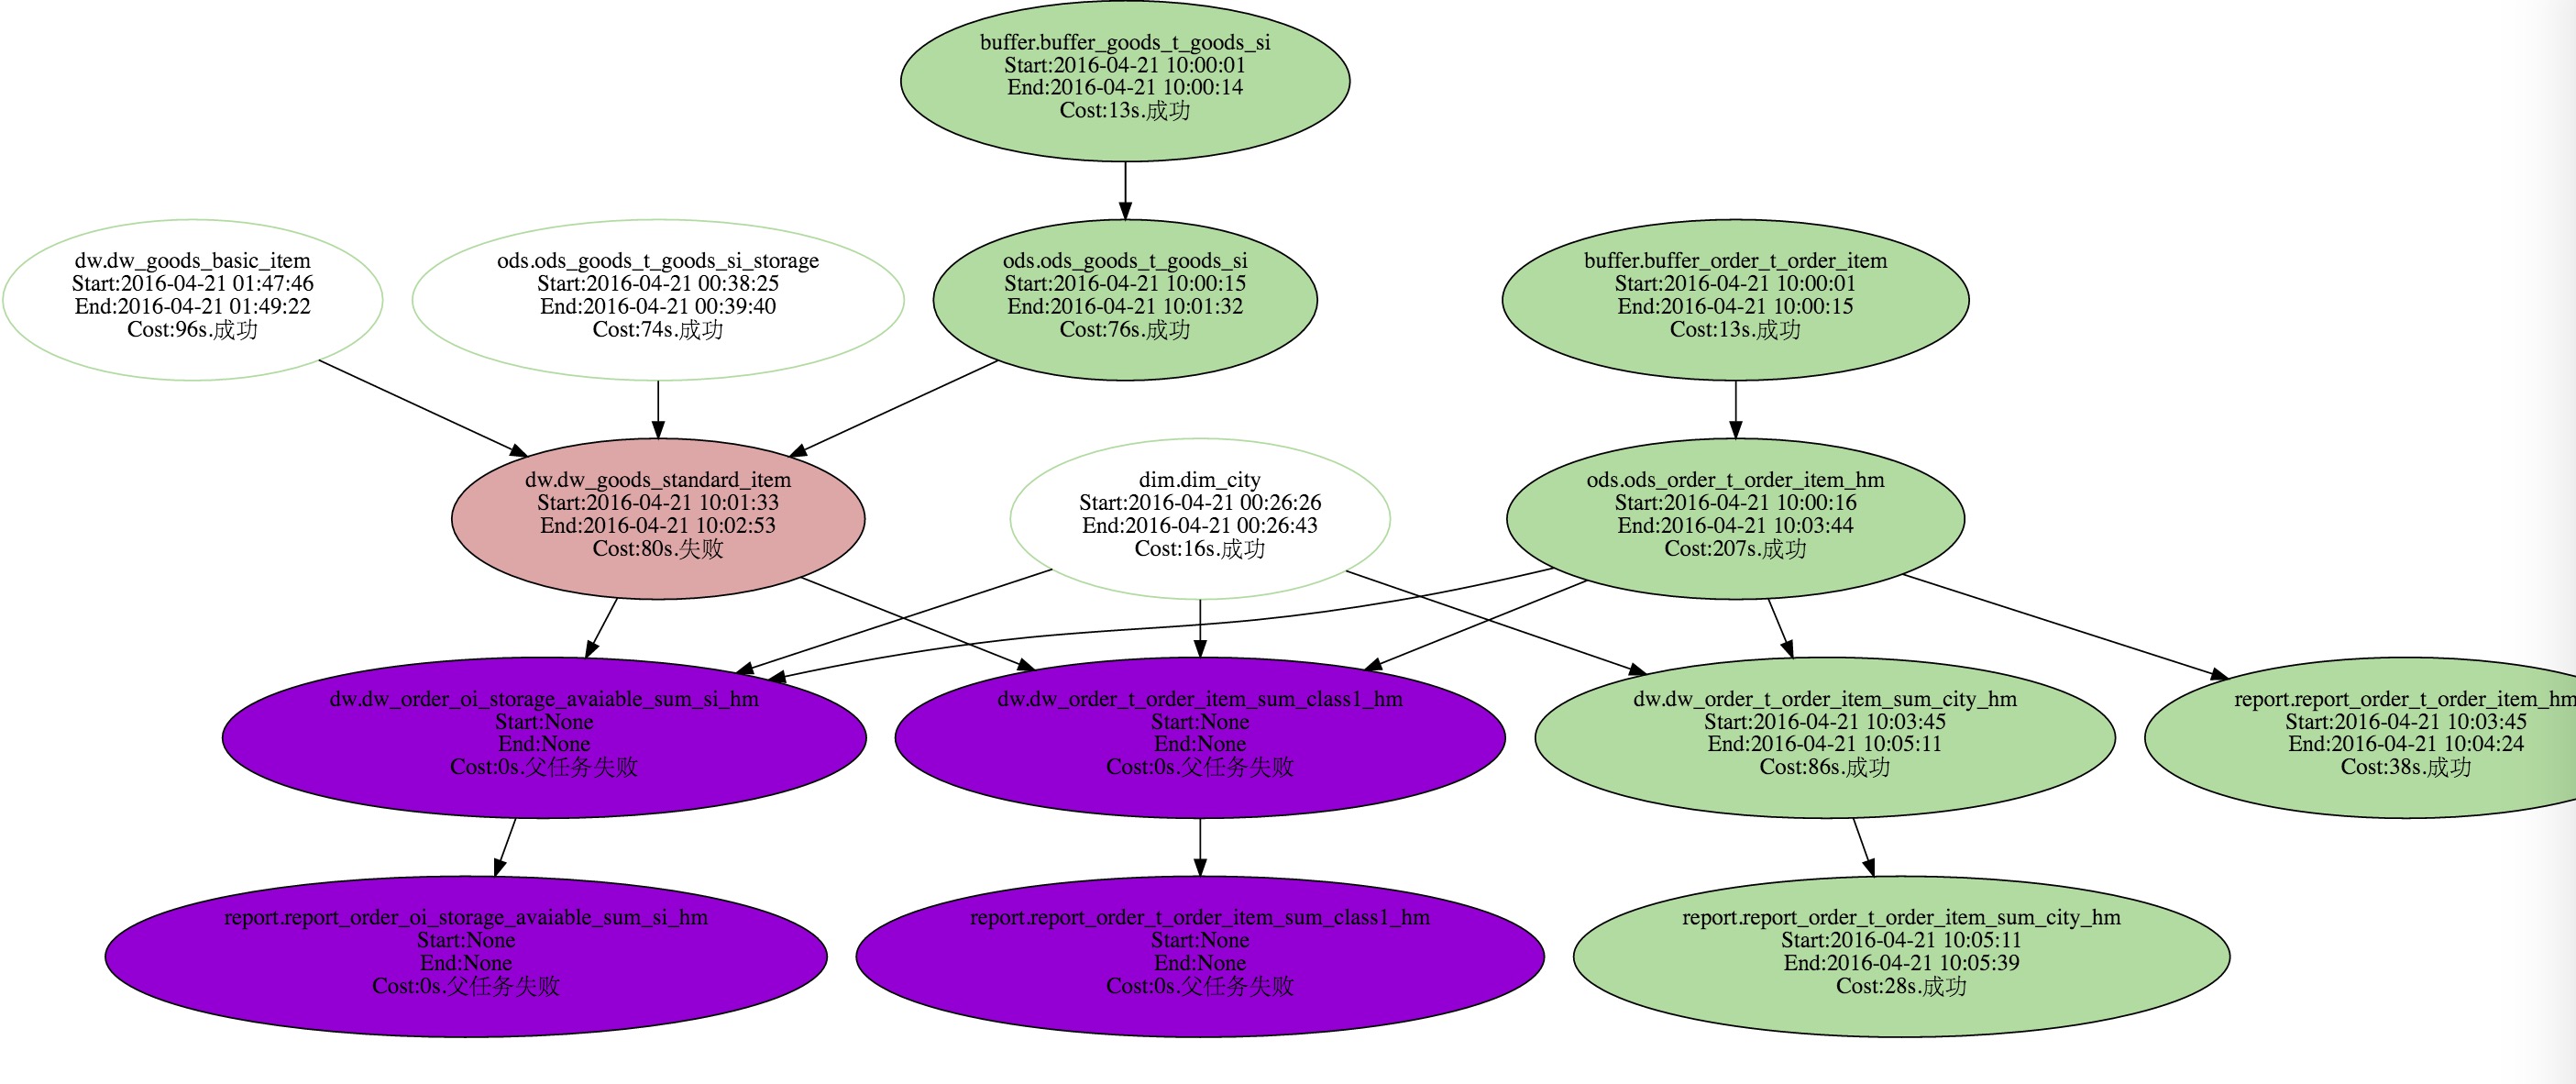 buffer.buffer_goods_t_goods_si
Start:2016-04-21 10:00:01
End:2016-04-21 10:00:14
Cost:13s.成功
dw.dw_goods_basic_item
Start:2016-04-21 01:47:46
End:2016-04-21 01:49:22
Cost:96s.成功
ods.ods_goods_t_goods_si_storage
Start:2016-04-21 00:38:25
End:2016-04-21 00:39:40
Cost:74s.成功
ods.ods_goods_t_goods_si
Start:2016-04-21 10:00:15
End:2016-04-21 10:01:32
Cost:76s.成功
buffer.buffer_order_t_order_item
Start:2016-04-21 10:00:01
End:2016-04-21 10:00:15
Cost:13s.成功
dw.dw_goods_standard_item
Start:2016-04-21 10:01:33
End:2016-04-21 10:02:53
Cost:80s.失败
dim.dim_city
Start:2016-04-21 00:26:26
End:2016-04-21 00:26:43
Cost:16s.成功
ods.ods_order_t_order_item_hm
Start:2016-04-21 10:00:16
End:2016-04-21 10:03:44
Cost:207s.成功
dw.dw_order_oi_storage_avaiable_sum_si_hm
Start:None
End:None
Cost:0s.父任务失败
dw.dw_order_t_order_item_sum_class1_hm
Start:None
End:None
Cost:0s.父任务失败
dw.dw_order_t_order_item_sum_city_hm
Start:2016-04-21 10:03:45
End:2016-04-21 10:05:11
Cost:86s.成功
report.report_order_t_order_item_hm
Start:2016-04-21 10:03:45
End:2016-04-21 10:04:24
Cost:38s.成功
report.report_order_oi_storage_avaiable_sum_si_hm
Start:None
End:None
Cost:0s.父任务失败
report.report_order_t_order_item_sum_class1_hm
Start:None
End:None
Cost:0s.父任务失败
report.report_order_t_order_item_sum_city_hm
Start:2016-04-21 10:05:11
End:2016-04-21 10:05:39
Cost:28s.成功